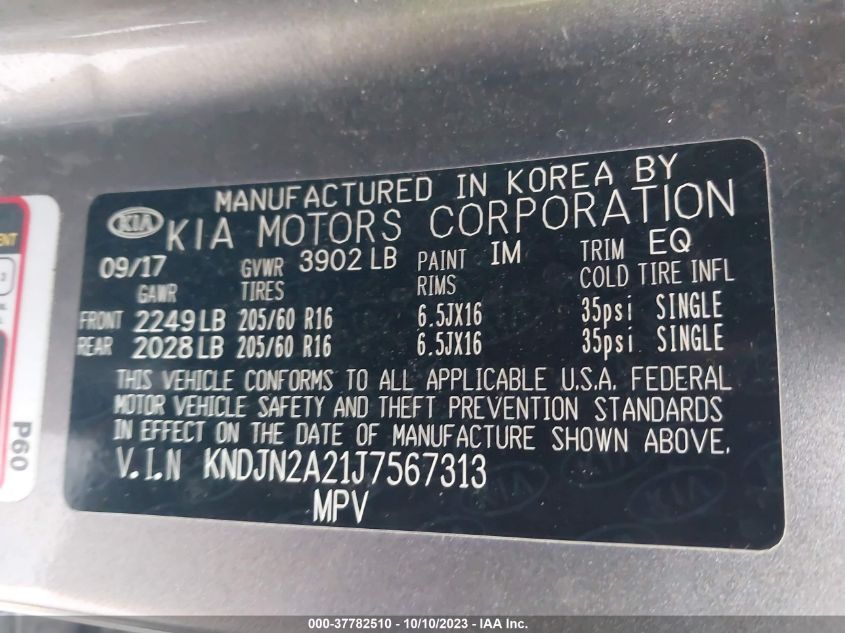 MANUFACTURED IN KOREA BY
KIA KIA MOTORS CORPORATION
09/17 GVWR 3902 LB PAINT IM TRIM EQ
GAWR TIRES RIMS COLD TIRE INFL
FRONT 2249 LB 205/60 R16 6.5JX16 35psi SINGLE
REAR 2028 LB 205/60 R16 6.5JX16 35psi SINGLE
THIS VEHICLE CONFORMS TO ALL APPLICABLE U.S.A. FEDERAL
MOTOR VEHICLE SAFETY AND THEFT PREVENTION STANDARDS
IN EFFECT ON THE DATE OF MANUFACTURE SHOWN ABOVE.
V.I.N KNDJN2A21J7567313
MPV
P60
000-37782510 - 10/10/2023 - IAA Inc.